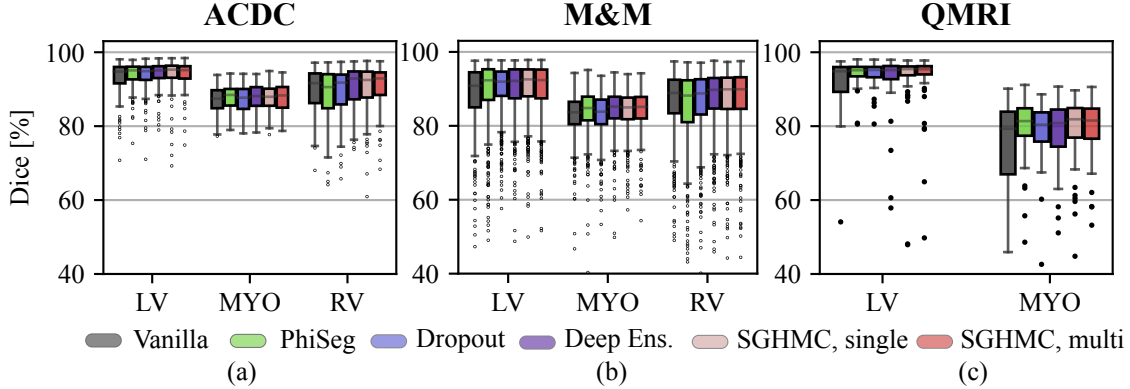 ACDC M&M QMRI
Dice [%]
100 100 100
80 80 80
60 60 60
40 40 40
LV MYO RV LV MYO RV LV MYO
Vanilla PhiSeg Dropout Deep Ens. SGHMC, single SGHMC, multi
(a) (b) (c)